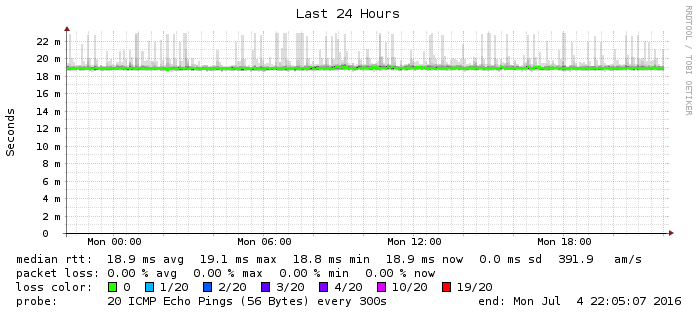 Last 24 Hours
RRDTOOL / TOBI OETIKER
Seconds
22 m
20 m
18 m
16 m
14 m
12 m
10 m
8 m
6 m
4 m
2 m
0
Mon 00:00 Mon 06:00 Mon 12:00 Mon 18:00
median rtt: 18.9 ms avg 19.1 ms max 18.8 ms min 18.9 ms now 0.0 ms sd 391.9 am/s
packet loss: 0.00 % avg 0.00 % max 0.00 % min 0.00 % now
loss color: 0 1/20 2/20 3/20 4/20 10/20 19/20
probe: 20 ICMP Echo Pings (56 Bytes) every 300s end: Mon Jul 4 22:05:07 2016